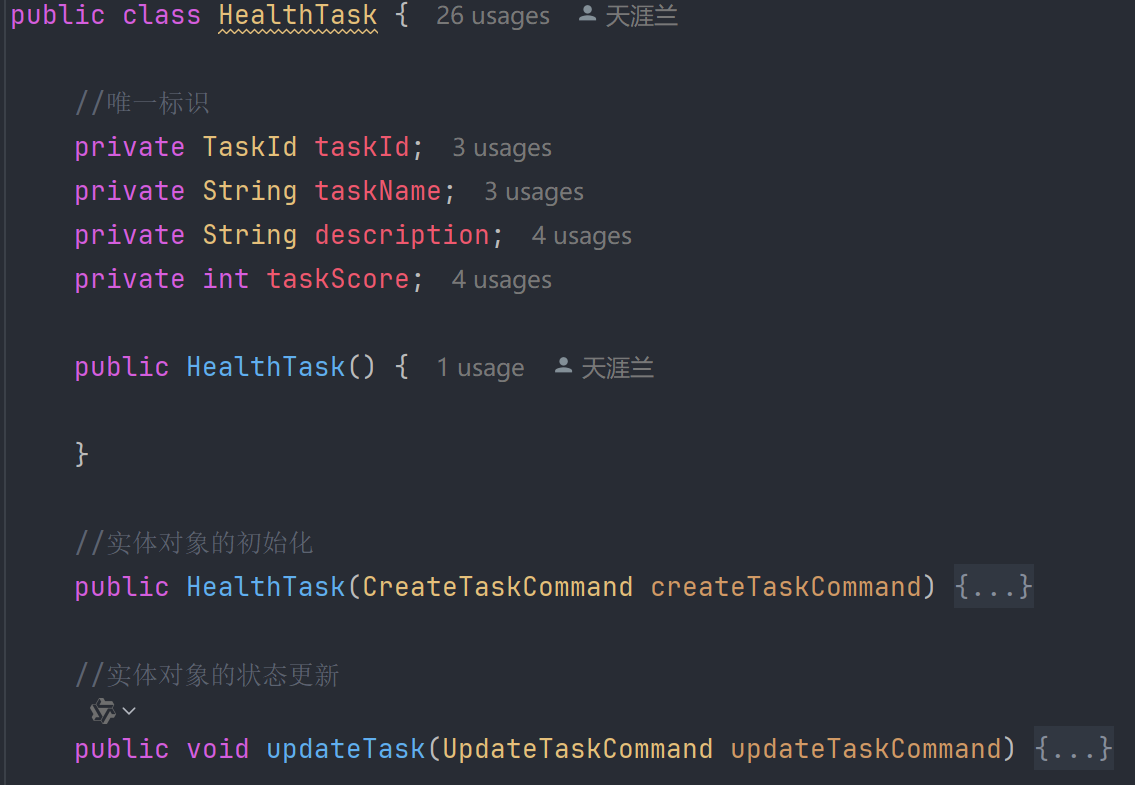 public class HealthTask { 26 usages 天涯兰
//唯一标识
private TaskId taskId; 3 usages
private String taskName; 3 usages
private String description; 4 usages
private int taskScore; 4 usages
public HealthTask() { 1 usage 天涯兰
}
//实体对象的初始化
public HealthTask(CreateTaskCommand createTaskCommand) {...}
//实体对象的状态更新
public void updateTask(UpdateTaskCommand updateTaskCommand) {...}